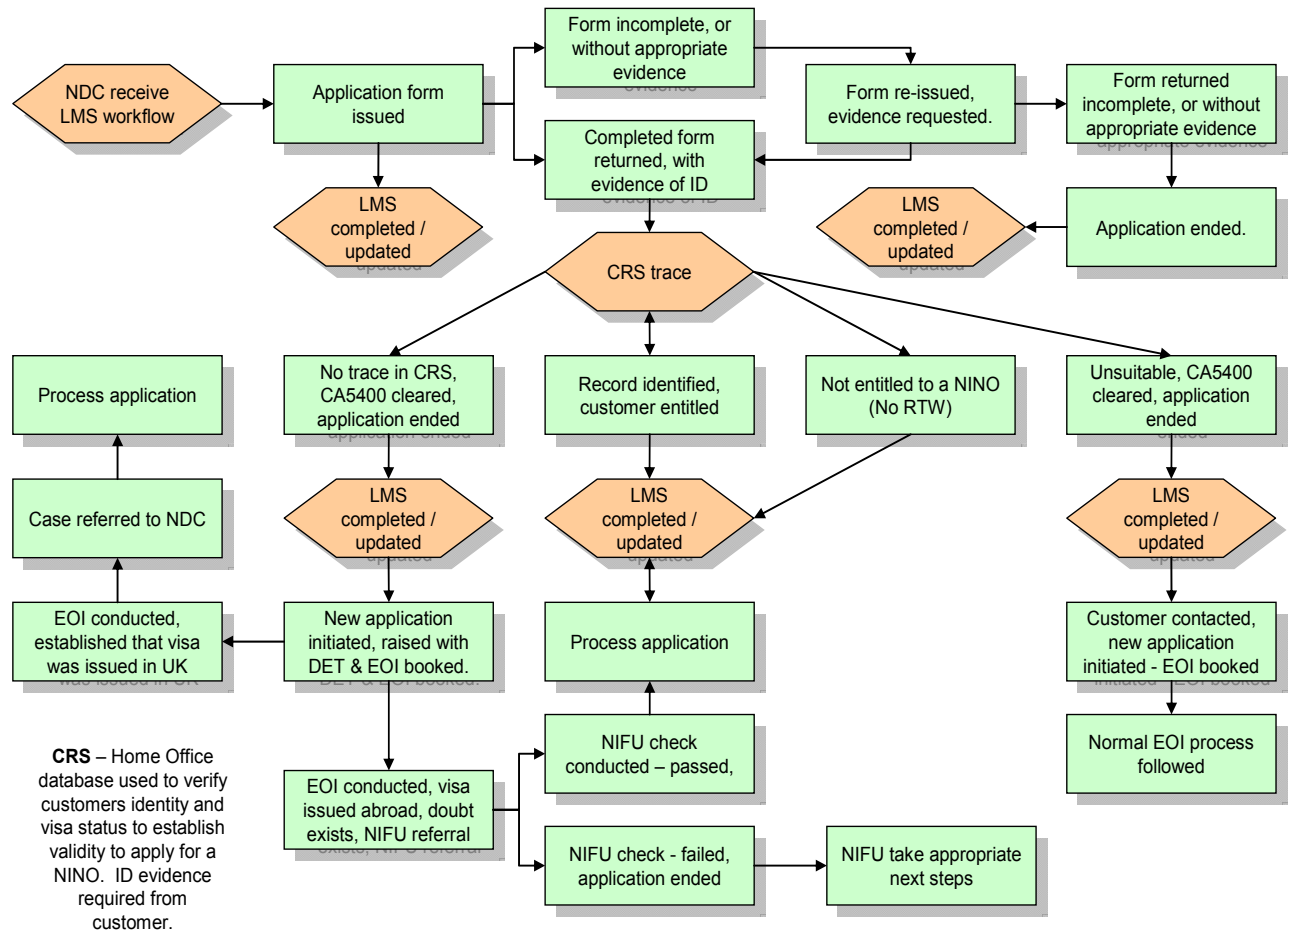 Form incomplete, or
without appropriate
evidence
NDC receive
LMS workflow
Application form
issued
Form re-issued,
evidence requested.
Form returned
incomplete, or without
appropriate evidence
Completed form
returned, with
evidence of ID
LMS
completed /
updated
LMS
completed /
updated
Application ended.
CRS trace
Process application
No trace in CRS,
CA5400 cleared,
application ended
Record identified,
customer entitled
Not entitled to a NINO
(No RTW)
Unsuitable, CA5400
cleared, application
ended
Case referred to NDC
LMS
completed /
updated
LMS
completed /
updated
LMS
completed /
updated
EOI conducted,
established that visa
was issued in UK
New application
initiated, raised with
DET & EOI booked.
Process application
Customer contacted,
new application
initiated - EOI booked
CRS – Home Office
database used to verify
customers identity and
visa status to establish
validity to apply for a
NINO.  ID evidence
required from
customer.
EOI conducted, visa
issued abroad, doubt
exists, NIFU referral
NIFU check
conducted – passed,
Normal EOI process
followed
NIFU check - failed,
application ended
NIFU take appropriate
next steps